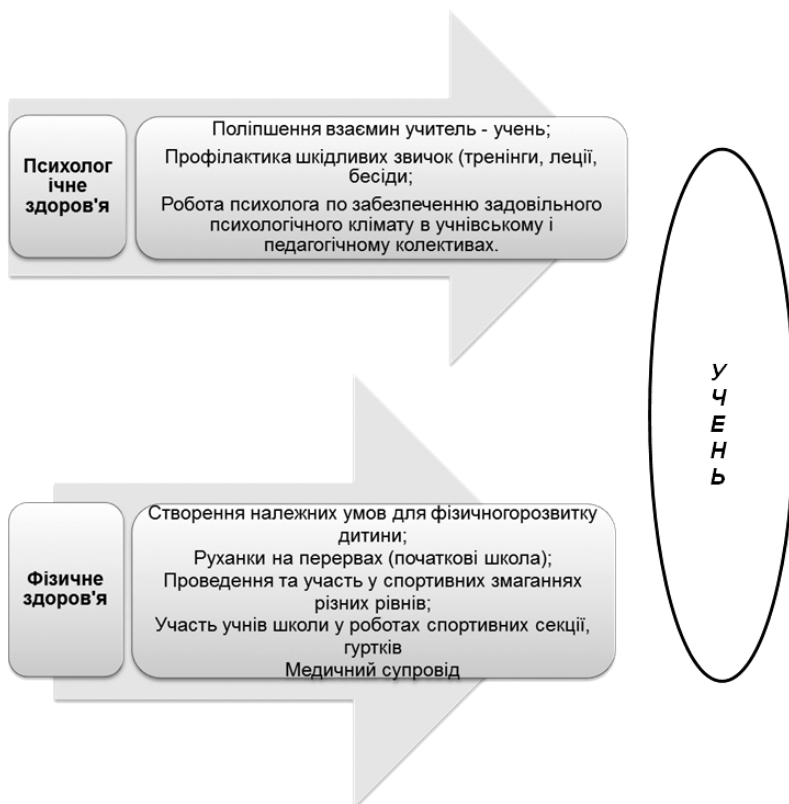 Психолог
ічне
здоров'я
Поліпшення взаємин учитель - учень;
Профілактика шкідливих звичок (тренінги, леції,
бесіди;
Робота психолога по забезпеченню задовільного
психологічного клімату в учнівському і
педагогічному колективах.
Фізичне
здоров'я
Створення належних умов для фізичногорозвитку
дитини;
Руханки на перервах (початкові школа);
Проведення та участь у спортивних змаганнях
різних рівнів;
Участь учнів школи у роботах спортивних секції,
гуртків
Медичний супровід
У
Ч
Е
Н
Ь